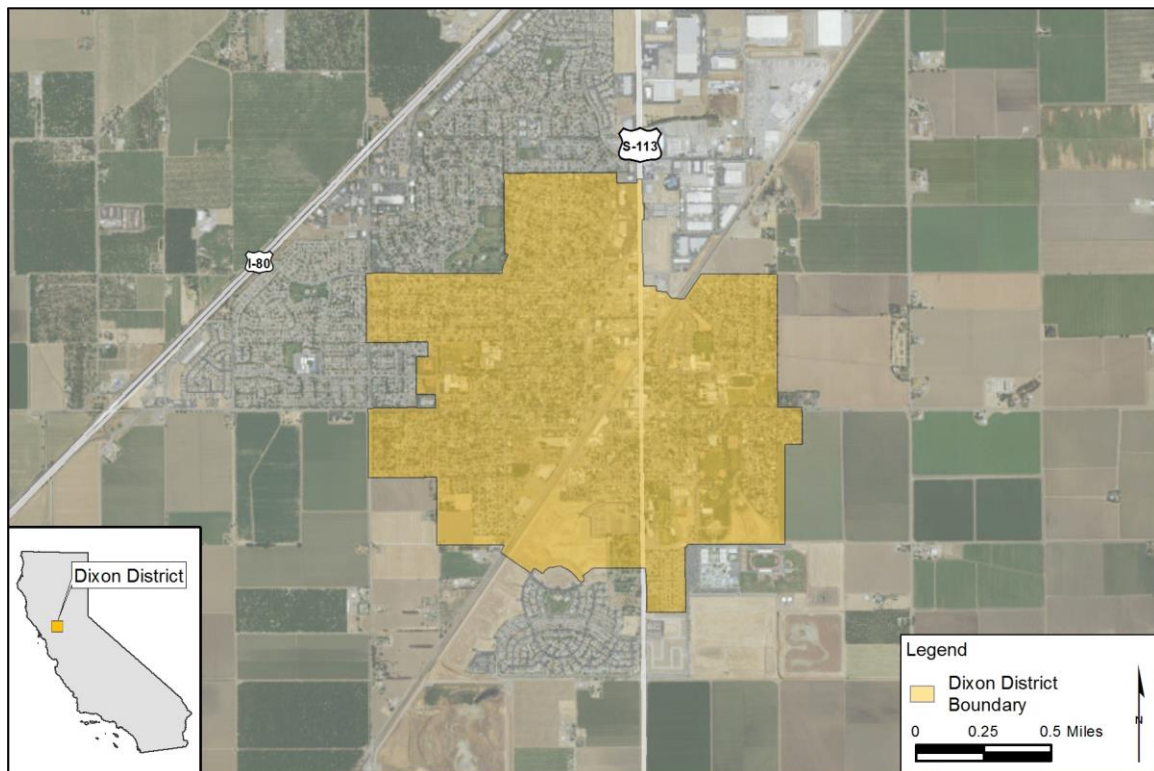 S-113
I-80
Dixon District
Legend
Dixon District
Boundary
0 0.25 0.5 Miles
N